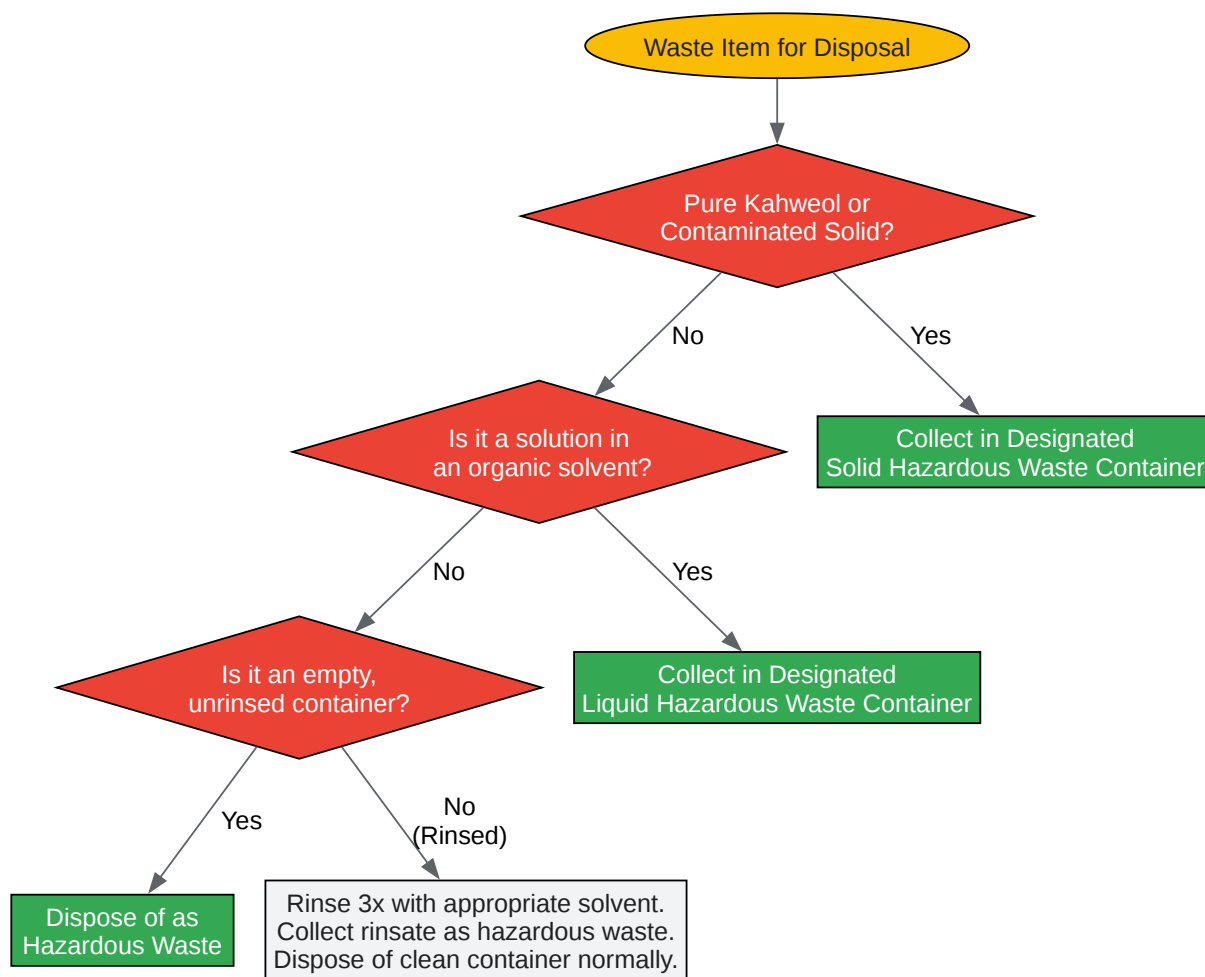 Waste Item for Disposal
Pure Kahweol or
Contaminated Solid?
No
Yes
Is it a solution in
an organic solvent?
Collect in Designated
Solid Hazardous Waste Container
No
Yes
Is it an empty,
unrinsed container?
Collect in Designated
Liquid Hazardous Waste Container
Yes
No
(Rinsed)
Dispose of as
Hazardous Waste
Rinse 3x with appropriate solvent.
Collect rinsate as hazardous waste.
Dispose of clean container normally.